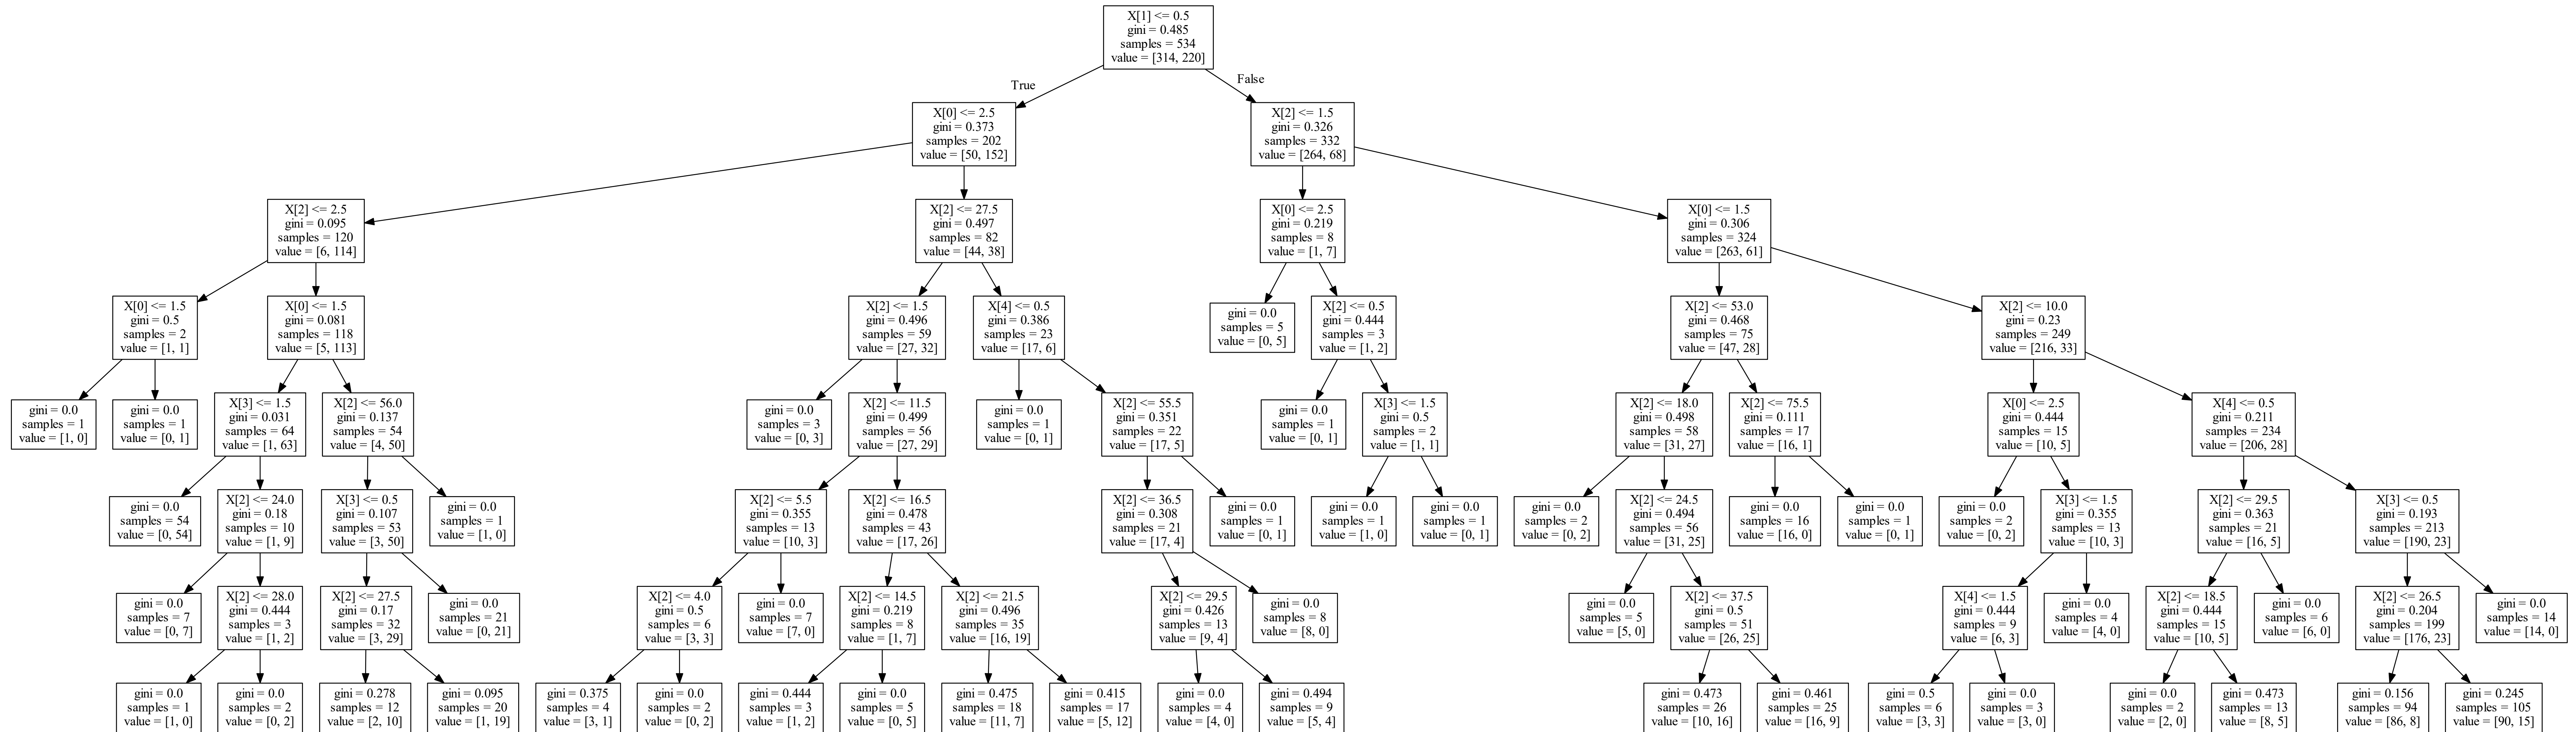 X[1] <= 0.5
gini = 0.485
samples = 534
value = [314, 220]
True
False
X[0] <= 2.5
gini = 0.373
samples = 202
value = [50, 152]
X[2] <= 1.5
gini = 0.326
samples = 332
value = [264, 68]
X[2] <= 2.5
gini = 0.095
samples = 120
value = [6, 114]
X[2] <= 27.5
gini = 0.497
samples = 82
value = [44, 38]
X[0] <= 2.5
gini = 0.219
samples = 8
value = [1, 7]
X[0] <= 1.5
gini = 0.306
samples = 324
value = [263, 61]
X[0] <= 1.5
gini = 0.5
samples = 2
value = [1, 1]
X[0] <= 1.5
gini = 0.081
samples = 118
value = [5, 113]
X[2] <= 1.5
gini = 0.496
samples = 59
value = [27, 32]
X[4] <= 0.5
gini = 0.386
samples = 23
value = [17, 6]
gini = 0.0
samples = 5
value = [0, 5]
X[2] <= 0.5
gini = 0.444
samples = 3
value = [1, 2]
X[2] <= 53.0
gini = 0.468
samples = 75
value = [47, 28]
X[2] <= 10.0
gini = 0.23
samples = 249
value = [216, 33]
gini = 0.0
samples = 1
value = [1, 0]
gini = 0.0
samples = 1
value = [0, 1]
X[3] <= 1.5
gini = 0.031
samples = 64
value = [1, 63]
X[2] <= 56.0
gini = 0.137
samples = 54
value = [4, 50]
gini = 0.0
samples = 3
value = [0, 3]
X[2] <= 11.5
gini = 0.499
samples = 56
value = [27, 29]
gini = 0.0
samples = 1
value = [0, 1]
X[2] <= 55.5
gini = 0.351
samples = 22
value = [17, 5]
gini = 0.0
samples = 1
value = [0, 1]
X[3] <= 1.5
gini = 0.5
samples = 2
value = [1, 1]
X[2] <= 18.0
gini = 0.498
samples = 58
value = [31, 27]
X[2] <= 75.5
gini = 0.111
samples = 17
value = [16, 1]
X[0] <= 2.5
gini = 0.444
samples = 15
value = [10, 5]
X[4] <= 0.5
gini = 0.211
samples = 234
value = [206, 28]
gini = 0.0
samples = 54
value = [0, 54]
X[2] <= 24.0
gini = 0.18
samples = 10
value = [1, 9]
X[3] <= 0.5
gini = 0.107
samples = 53
value = [3, 50]
gini = 0.0
samples = 1
value = [1, 0]
X[2] <= 5.5
gini = 0.355
samples = 13
value = [10, 3]
X[2] <= 16.5
gini = 0.478
samples = 43
value = [17, 26]
X[2] <= 36.5
gini = 0.308
samples = 21
value = [17, 4]
gini = 0.0
samples = 1
value = [0, 1]
gini = 0.0
samples = 1
value = [1, 0]
gini = 0.0
samples = 1
value = [0, 1]
gini = 0.0
samples = 2
value = [0, 2]
X[2] <= 24.5
gini = 0.494
samples = 56
value = [31, 25]
gini = 0.0
samples = 16
value = [16, 0]
gini = 0.0
samples = 1
value = [0, 1]
gini = 0.0
samples = 2
value = [0, 2]
X[3] <= 1.5
gini = 0.355
samples = 13
value = [10, 3]
X[2] <= 29.5
gini = 0.363
samples = 21
value = [16, 5]
X[3] <= 0.5
gini = 0.193
samples = 213
value = [190, 23]
gini = 0.0
samples = 7
value = [0, 7]
X[2] <= 28.0
gini = 0.444
samples = 3
value = [1, 2]
X[2] <= 27.5
gini = 0.17
samples = 32
value = [3, 29]
gini = 0.0
samples = 21
value = [0, 21]
X[2] <= 4.0
gini = 0.5
samples = 6
value = [3, 3]
gini = 0.0
samples = 7
value = [7, 0]
X[2] <= 14.5
gini = 0.219
samples = 8
value = [1, 7]
X[2] <= 21.5
gini = 0.496
samples = 35
value = [16, 19]
X[2] <= 29.5
gini = 0.426
samples = 13
value = [9, 4]
gini = 0.0
samples = 8
value = [8, 0]
gini = 0.0
samples = 5
value = [5, 0]
X[2] <= 37.5
gini = 0.5
samples = 51
value = [26, 25]
X[4] <= 1.5
gini = 0.444
samples = 9
value = [6, 3]
gini = 0.0
samples = 4
value = [4, 0]
X[2] <= 18.5
gini = 0.444
samples = 15
value = [10, 5]
gini = 0.0
samples = 6
value = [6, 0]
X[2] <= 26.5
gini = 0.204
samples = 199
value = [176, 23]
gini = 0.0
samples = 14
value = [14, 0]
gini = 0.0
samples = 1
value = [1, 0]
gini = 0.0
samples = 2
value = [0, 2]
gini = 0.278
samples = 12
value = [2, 10]
gini = 0.095
samples = 20
value = [1, 19]
gini = 0.375
samples = 4
value = [3, 1]
gini = 0.0
samples = 2
value = [0, 2]
gini = 0.444
samples = 3
value = [1, 2]
gini = 0.0
samples = 5
value = [0, 5]
gini = 0.475
samples = 18
value = [11, 7]
gini = 0.415
samples = 17
value = [5, 12]
gini = 0.0
samples = 4
value = [4, 0]
gini = 0.494
samples = 9
value = [5, 4]
gini = 0.473
samples = 26
value = [10, 16]
gini = 0.461
samples = 25
value = [16, 9]
gini = 0.5
samples = 6
value = [3, 3]
gini = 0.0
samples = 3
value = [3, 0]
gini = 0.0
samples = 2
value = [2, 0]
gini = 0.473
samples = 13
value = [8, 5]
gini = 0.156
samples = 94
value = [86, 8]
gini = 0.245
samples = 105
value = [90, 15]